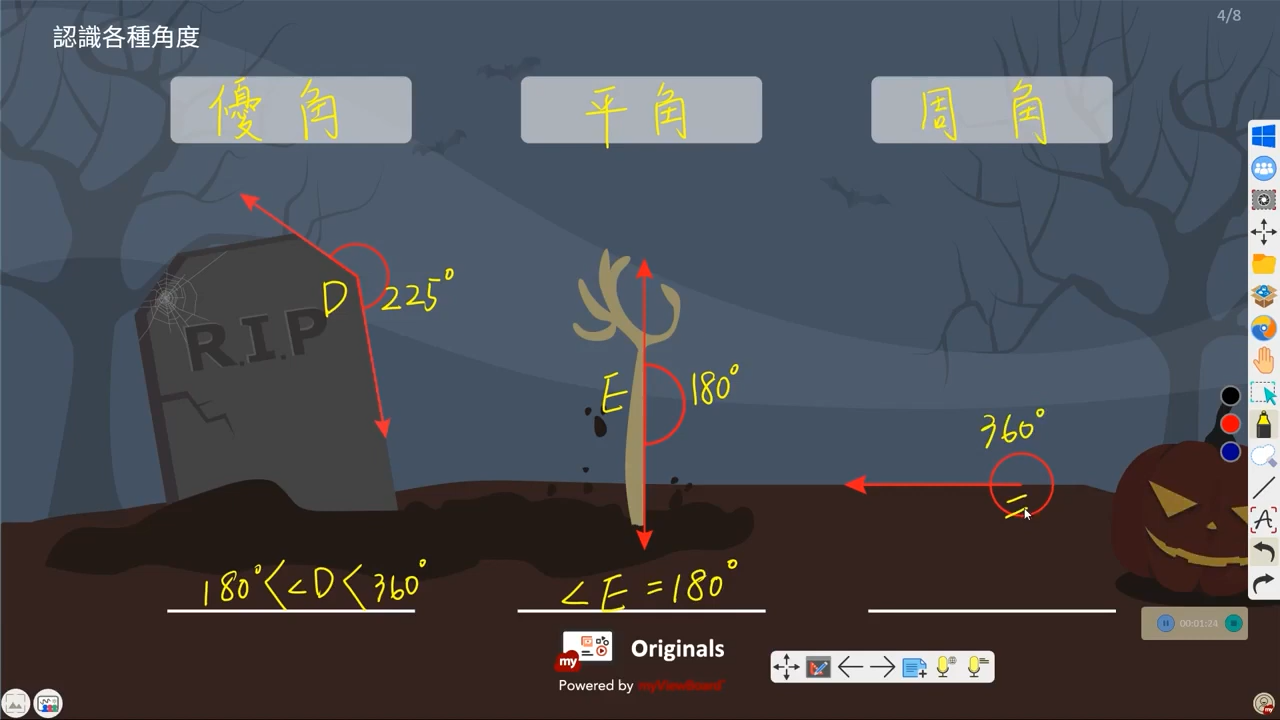 4/8
認識各種角度
優角
平角
周角
R.I.P
D
225°
E
180°
360°
180°<∠D<360°
∠E=180°
00:01:24
my
Originals
Powered by myViewBoard